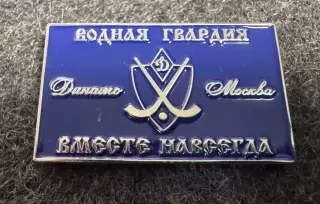 ВОДНАЯ ГВАРДИЯ
Д
Динамо Москва
ВМЕСТЕ НАВСЕГДА